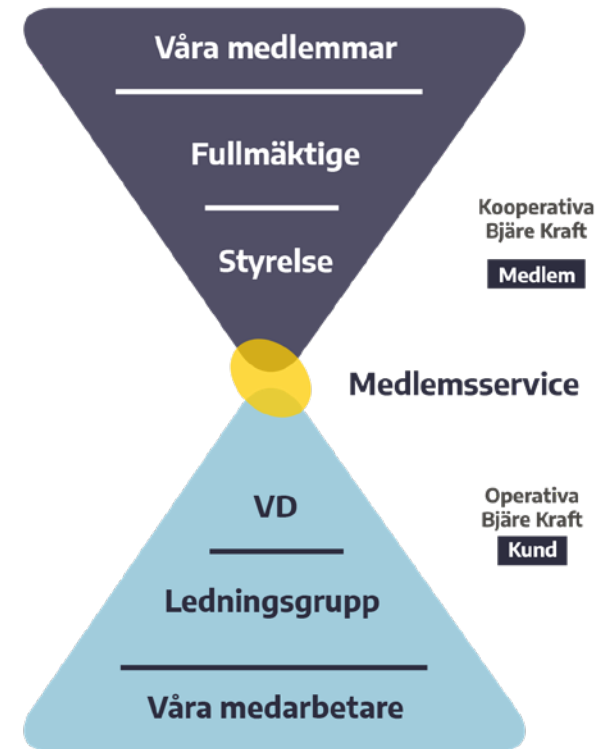 Våra medlemmar
Fullmäktige
Styrelse
Kooperativa
Bjäre Kraft
Medlem
Medlemsservice
VD
Operativa
Bjäre Kraft
Kund
Ledningsgrupp
Våra medarbetare